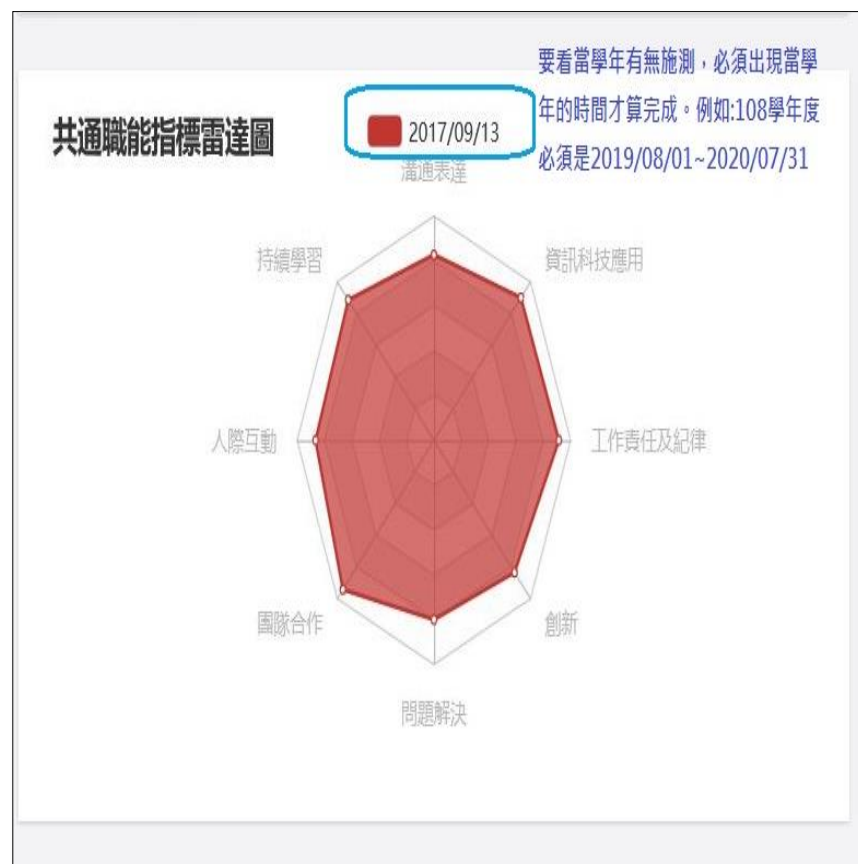 要看當學年有無施測，必須出現當學
年的時間才算完成。例如:108學年度
必須是2019/08/01~2020/07/31
共通職能指標雷達圖
2017/09/13
溝通表達
持續學習
資訊科技應用
人際互動
工作責任及紀律
團隊合作
創新
問題解決